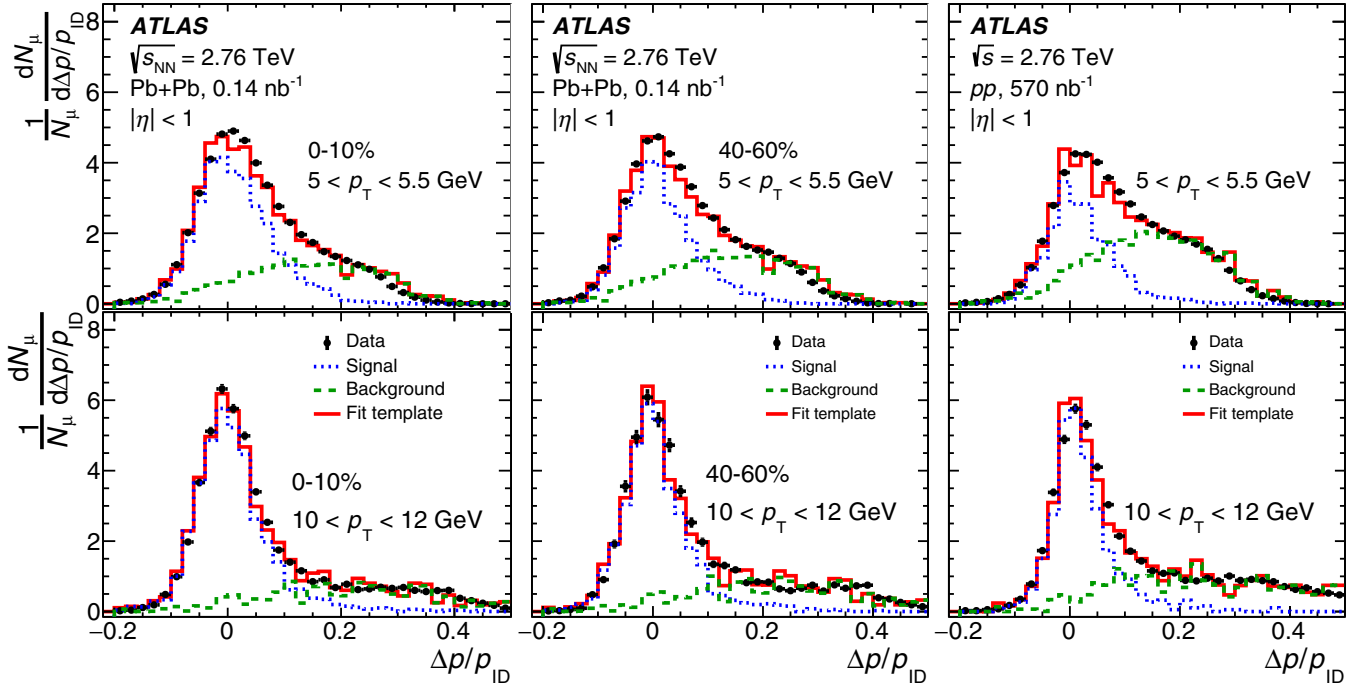 1/Nμ dNμ/dΔp/pID
8
6
4
2
0
ATLAS
√sNN = 2.76 TeV
Pb+Pb, 0.14 nb-1
|η| < 1
0-10%
5 < pT < 5.5 GeV
ATLAS
√sNN = 2.76 TeV
Pb+Pb, 0.14 nb-1
|η| < 1
40-60%
5 < pT < 5.5 GeV
ATLAS
√s = 2.76 TeV
pp, 570 nb-1
|η| < 1
5 < pT < 5.5 GeV
1/Nμ dNμ/dΔp/pID
8
6
4
2
0
Data
Signal
Background
Fit template
0-10%
10 < pT < 12 GeV
−0.2 0 0.2 0.4
Δp/pID
Data
Signal
Background
Fit template
40-60%
10 < pT < 12 GeV
−0.2 0 0.2 0.4
Δp/pID
Data
Signal
Background
Fit template
10 < pT < 12 GeV
−0.2 0 0.2 0.4
Δp/pID